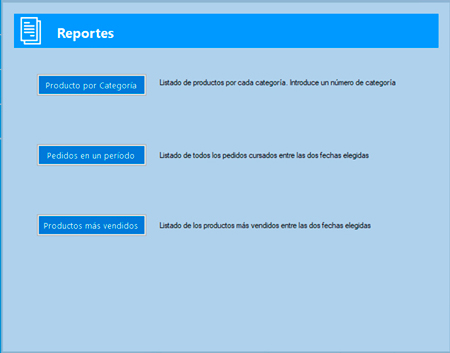 Reportes
Producto por Categoría
Listado de productos por cada categoría. Introduce un número de categoría
Pedidos en un período
Listado de todos los pedidos cursados entre las dos fechas elegidas
Productos más vendidos
Listado de los productos más vendidos entre las dos fechas elegidas